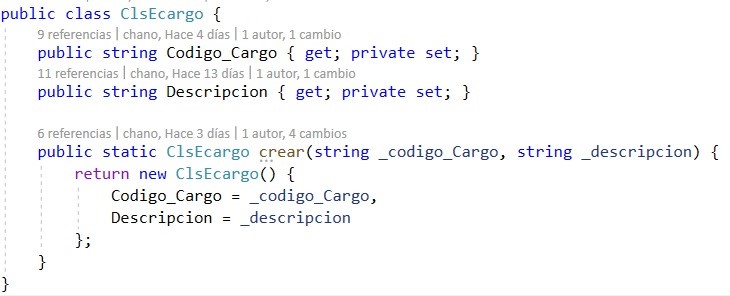 public class ClsEcargo {
9 referencias | chano, Hace 4 días | 1 autor, 1 cambio
public string Codigo_Cargo { get; private set; }
11 referencias | chano, Hace 13 días | 1 autor, 1 cambio
public string Descripcion { get; private set; }
6 referencias | chano, Hace 3 días | 1 autor, 4 cambios
public static ClsEcargo crear(string _codigo_Cargo, string _descripcion) {
return new ClsEcargo() {
Codigo_Cargo = _codigo_Cargo,
Descripcion = _descripcion
};
}
}